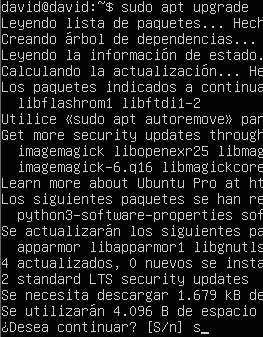 david@david:~$ sudo apt upgrade
Leyendo lista de paquetes... Hech
Creando árbol de dependencias...
Leyendo la información de estado.
Calculando la actualización... He
Los paquetes indicados a continua
libflashrom1 libftdi1-2
Utilice «sudo apt autoremove» par
Get more security updates through
imagemagick libopenexr25 libmag
imagemagick-6.q16 libmagickcore
Learn more about Ubuntu Pro at ht
Los siguientes paquetes se han re
python3-software-properties sof
Se actualizarán los siguientes pa
apparmor libapparmor1 libgnutls
4 actualizados, 0 nuevos se insta
2 standard LTS security updates
Se necesita descargar 1.679 kB de
Se utilizarán 4.096 B de espacio
¿Desea continuar? [S/n] s_